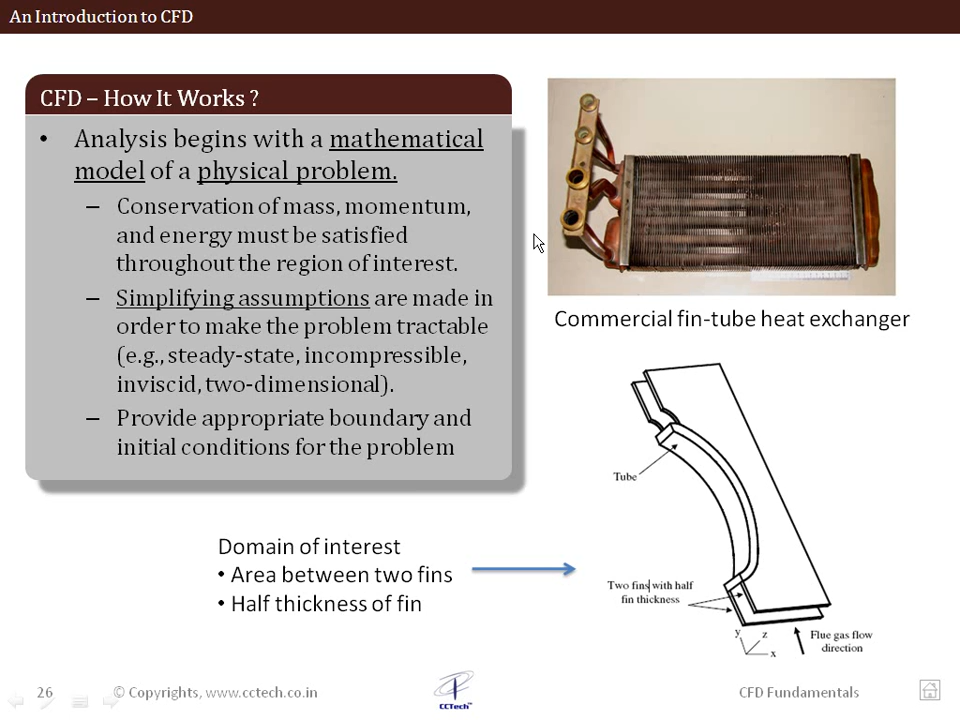 An Introduction to CFD
CFD – How It Works ?
• Analysis begins with a mathematical
model of a physical problem.
– Conservation of mass, momentum,
and energy must be satisfied
throughout the region of interest.
– Simplifying assumptions are made in
order to make the problem tractable
(e.g., steady-state, incompressible,
inviscid, two-dimensional).
– Provide appropriate boundary and
initial conditions for the problem
Commercial fin-tube heat exchanger
Tube
Domain of interest
• Area between two fins
• Half thickness of fin
Two fins with half
fin thickness
y
z
x
Flue gas flow
direction
26
© Copyrights, www.cctech.co.in
CCTech™
CFD Fundamentals